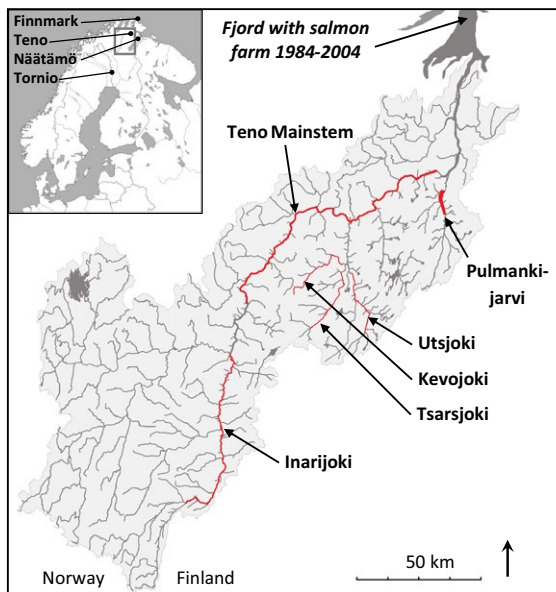 Finnmark
Teno
Näätämö
Tornio
Fjord with salmon
farm 1984-2004
Teno Mainstem
Pulmanki-
jarvi
Utsjoki
Kevojoki
Tsarsjoki
Inarijoki
50 km
Norway
Finland